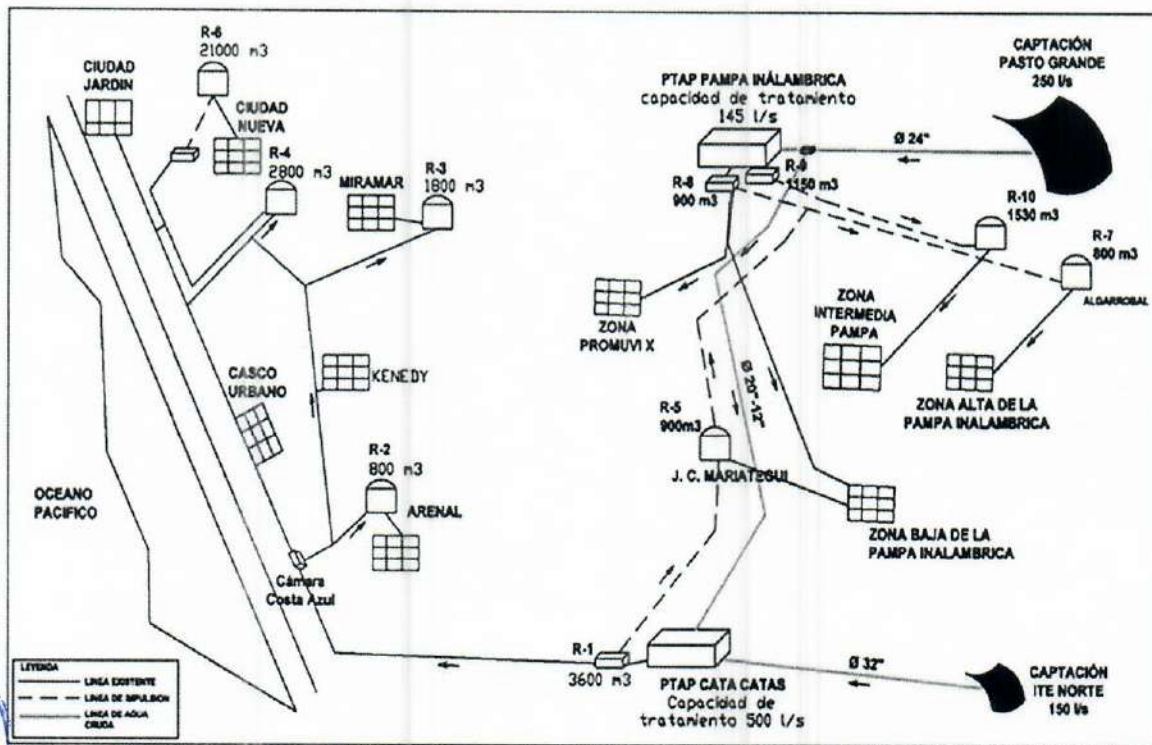 R-6
21000 m3
CIUDAD
JARDIN
CIUDAD
NUEVA
R-4
2800 m3
MIRAMAR
R-3
1800 m3
KENEDY
CASCO
URBANO
R-2
800 m3
ARENAL
OCEANO
PACIFICO
Cámara
Costa Azul
LEYENDA
LINEA EXISTENTE
LINEA DE IMPULSION
LINEA DE AGUA
CRUDA
PTAP PAMPA INÁLAMBRICA
capacidad de tratamiento
145 l/s
CAPTACIÓN
PASTO GRANDE
250 l/s
Ø 24"
R-8
900 m3
R-9
1150 m3
R-10
1530 m3
R-7
800 m3
ALGARROBAL
ZONA
PROMUVI X
ZONA
INTERMEDIA
PAMPA
ZONA ALTA DE LA
PAMPA INALAMBRICA
Ø 20"-12"
R-5
900m3
J. C. MARIATEGUI
ZONA BAJA DE LA
PAMPA INALAMBRICA
R-1
3600 m3
PTAP CATA CATAS
Capacidad de
tratamiento 500 l/s
Ø 32"
CAPTACIÓN
ITE NORTE
150 l/s